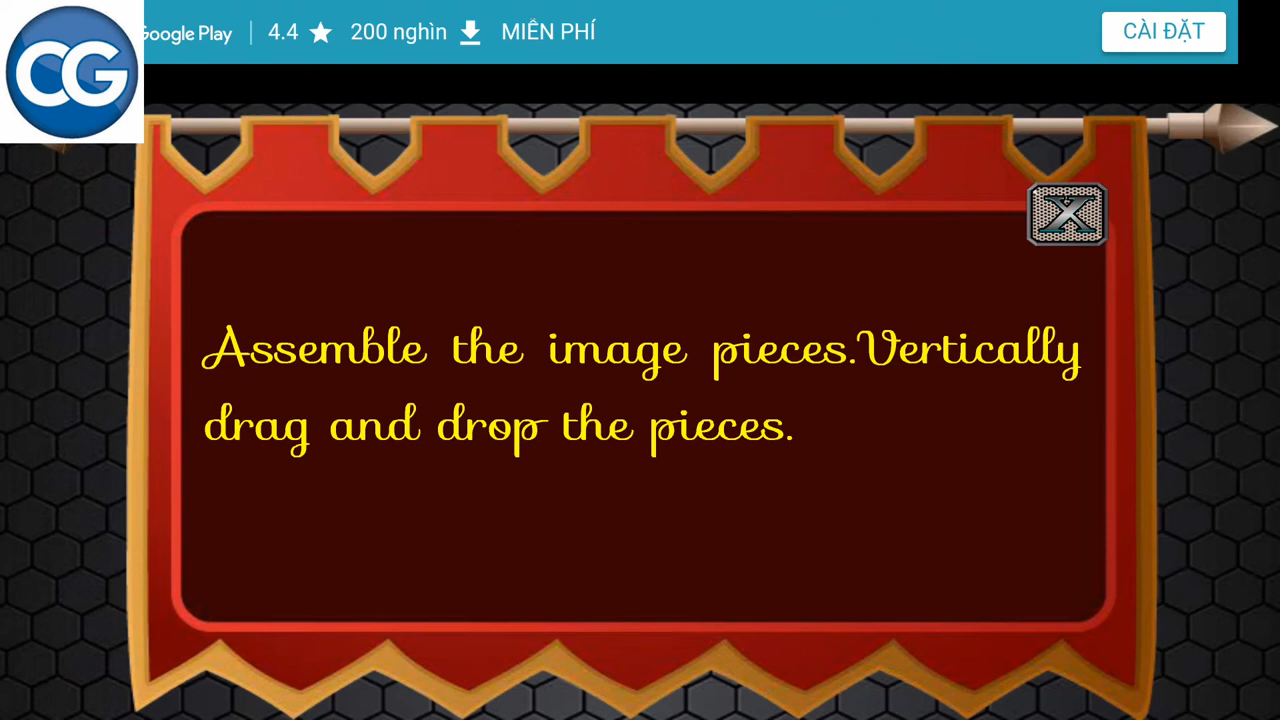 CG
Google Play 4.4 200 nghìn MIỄN PHÍ CÀI ĐẶT
X
Assemble the image pieces.Vertically
drag and drop the pieces.